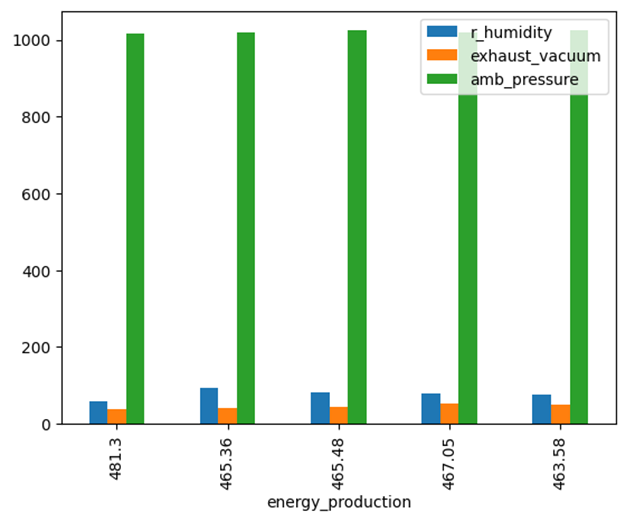 r_humidity
exhaust_vacuum
amb_pressure
1000
800
600
400
200
0
481.3
465.36
465.48
467.05
463.58
energy_production